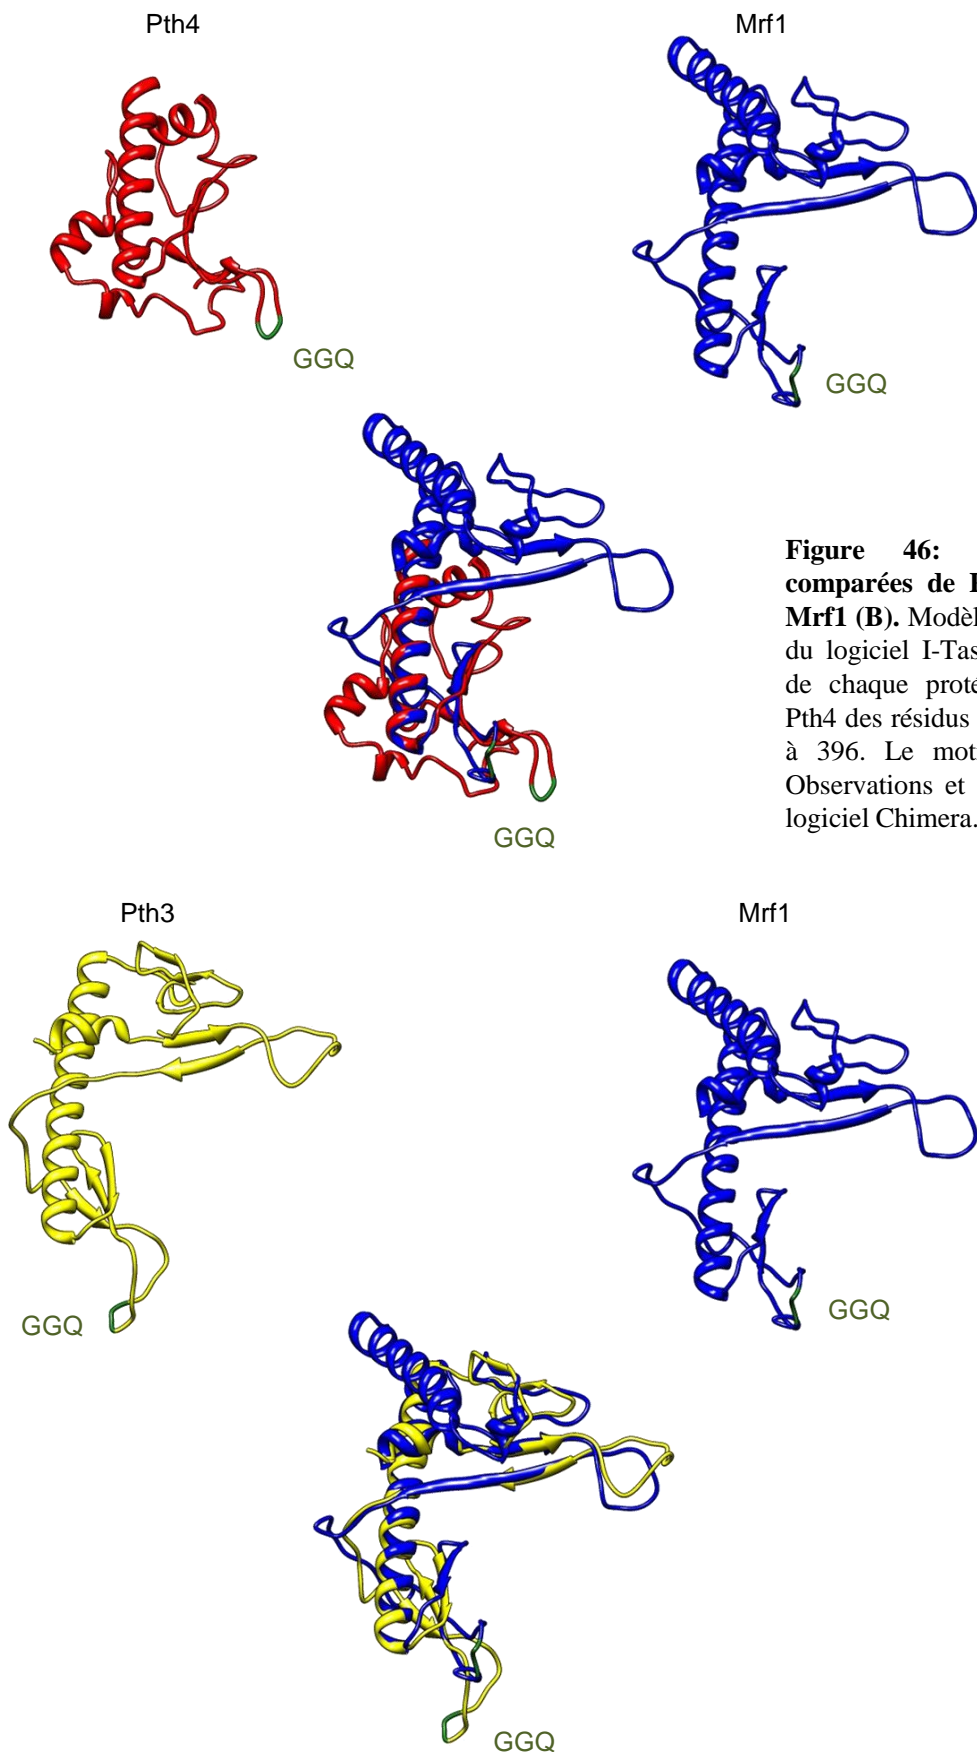 Pth4
Mrf1
GGQ
GGQ
Figure 46:
comparées de
Mrf1 (B). Modèl
du logiciel I-Tas
de chaque proté
Pth4 des résidus
à 396. Le mot
Observations et
logiciel Chimera.
GGQ
Pth3
Mrf1
GGQ
GGQ
GGQ